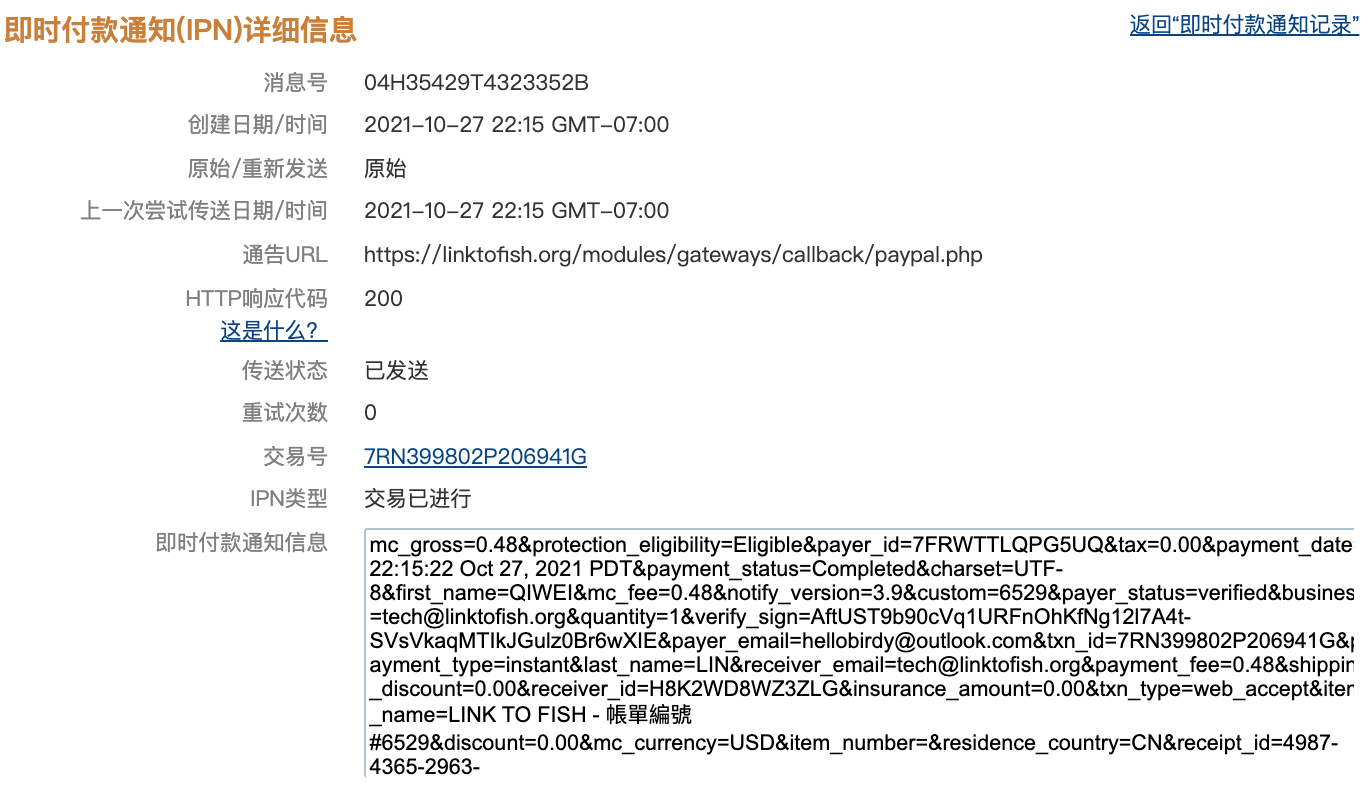 即时付款通知(IPN)详细信息
返回“即时付款通知记录”
消息号 04H35429T4323352B
创建日期/时间 2021-10-27 22:15 GMT-07:00
原始/重新发送 原始
上一次尝试传送日期/时间 2021-10-27 22:15 GMT-07:00
通告URL https://linktofish.org/modules/gateways/callback/paypal.php
HTTP响应代码 200
这是什么?
传送状态 已发送
重试次数 0
交易号 7RN399802P206941G
IPN类型 交易已进行
即时付款通知信息 mc_gross=0.48&protection_eligibility=Eligible&payer_id=7FRWTTLQPG5UQ&tax=0.00&payment_date
22:15:22 Oct 27, 2021 PDT&payment_status=Completed&charset=UTF-
8&first_name=QIWEI&mc_fee=0.48&notify_version=3.9&custom=6529&payer_status=verified&busines
=tech@linktofish.org&quantity=1&verify_sign=AftUST9b90cVq1URFnOhKfNg12I7A4t-
SVsVkaqMTIkJGulz0Br6wXIE&payer_email=hellobirdy@outlook.com&txn_id=7RN399802P206941G&p
ayment_type=instant&last_name=LIN&receiver_email=tech@linktofish.org&payment_fee=0.48&shippin
_discount=0.00&receiver_id=H8K2WD8WZ3ZLG&insurance_amount=0.00&txn_type=web_accept&item
_name=LINK TO FISH - 帳單編號
#6529&discount=0.00&mc_currency=USD&item_number=&residence_country=CN&receipt_id=4987-
4365-2963-